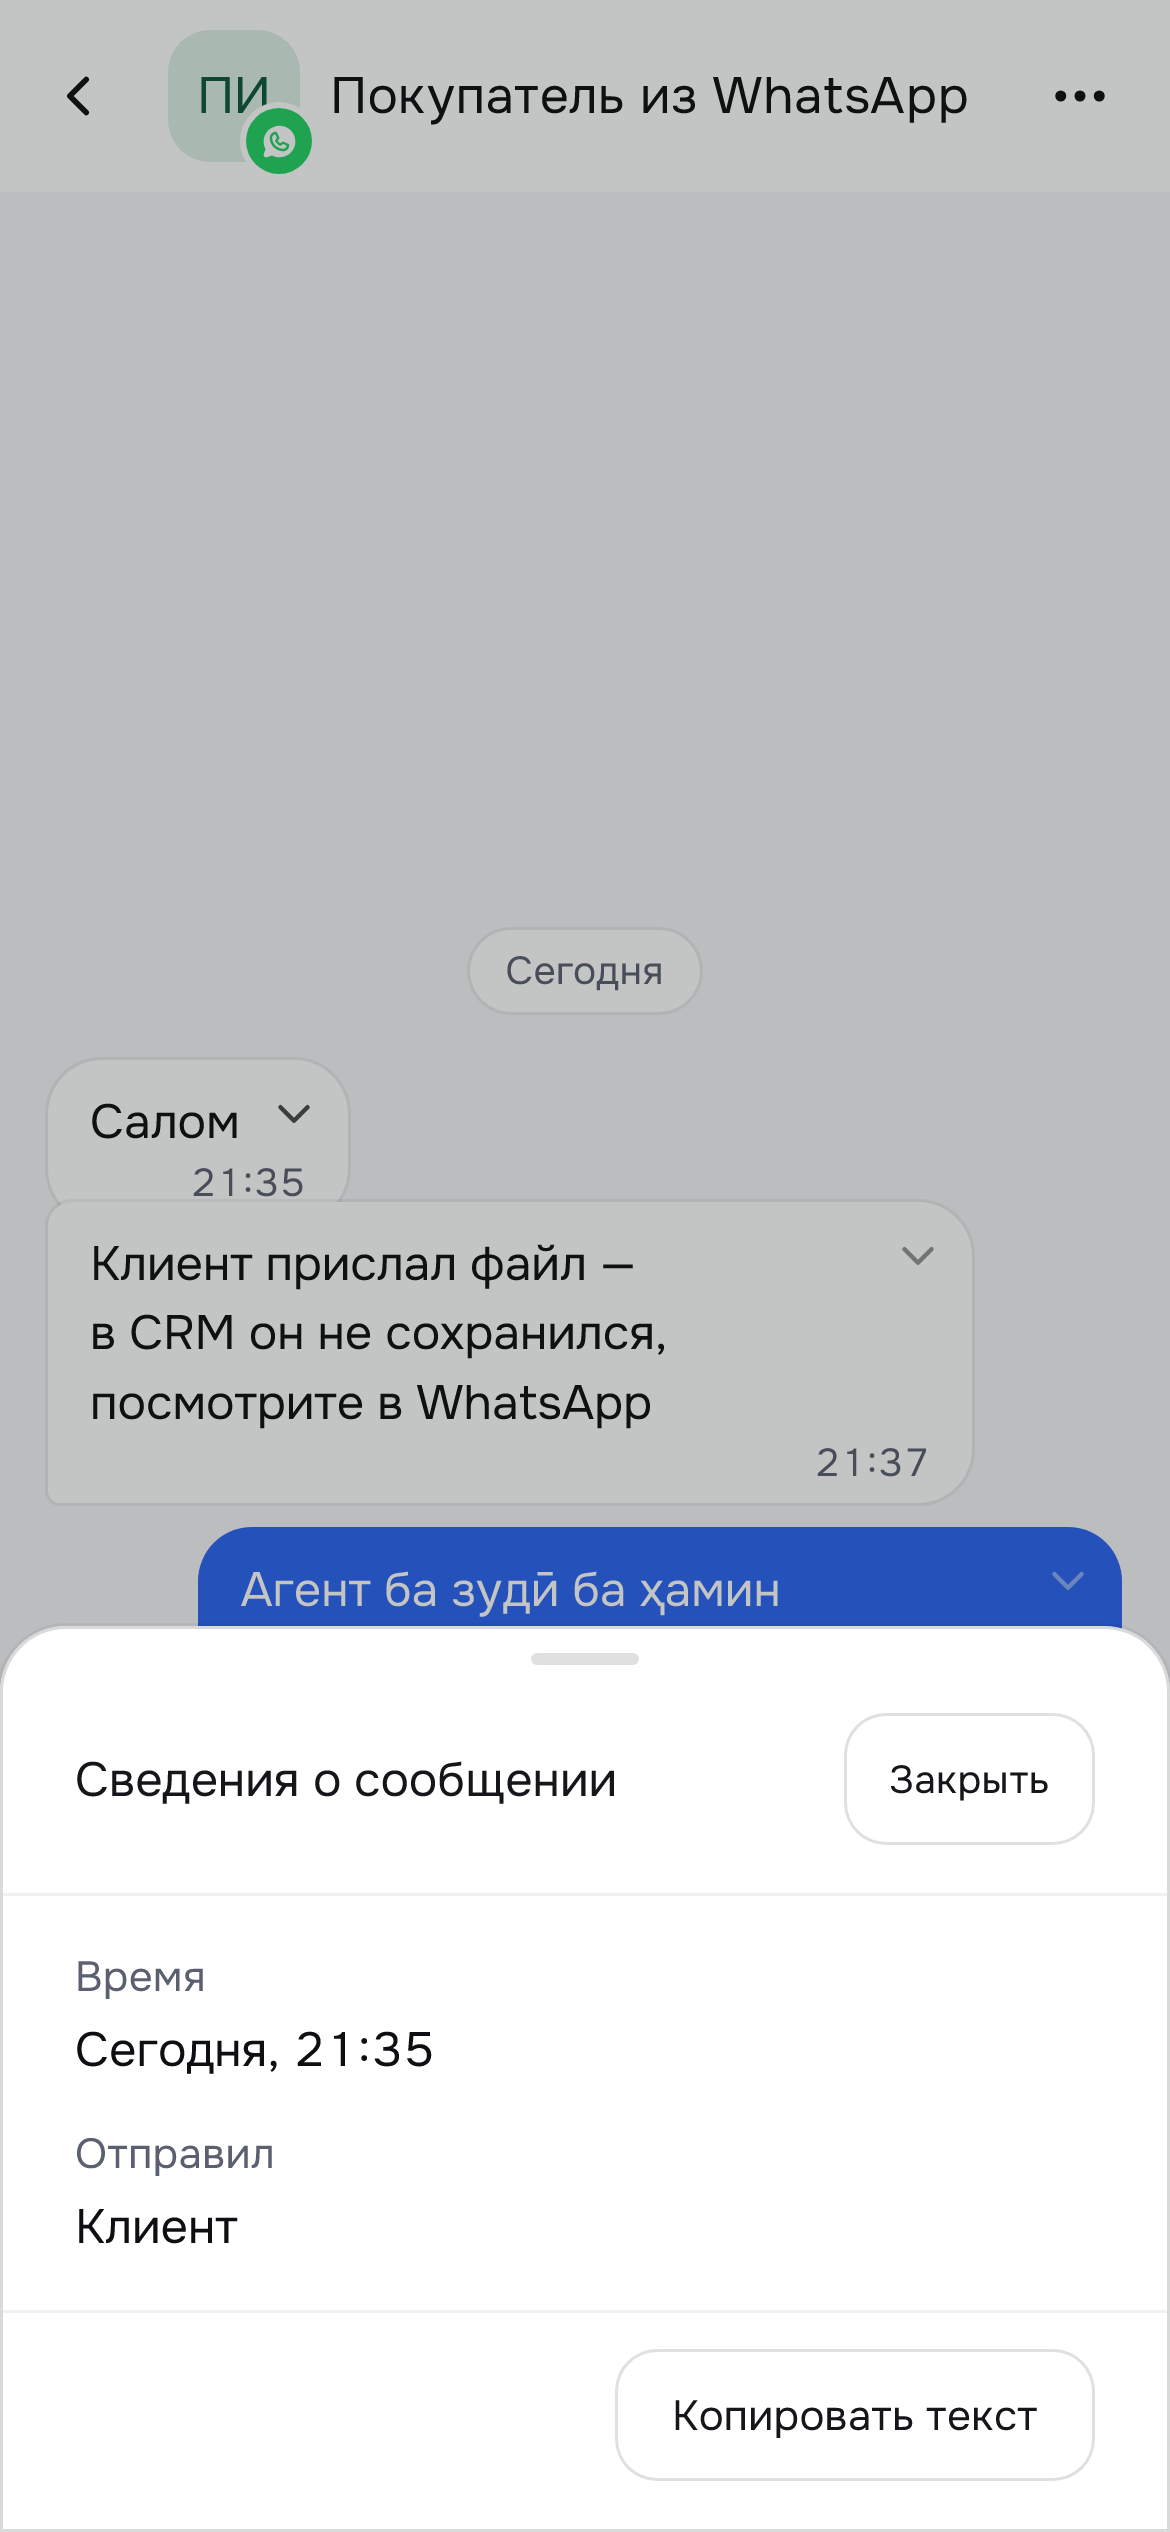 ПИ
Покупатель из WhatsApp
Сегодня
Салом
21:35
Клиент прислал файл —
в CRM он не сохранился,
посмотрите в WhatsApp
21:37
Агент ба зудӣ ба ҳамин
Сведения о сообщении
Закрыть
Время
Сегодня, 21:35
Отправил
Клиент
Копировать текст